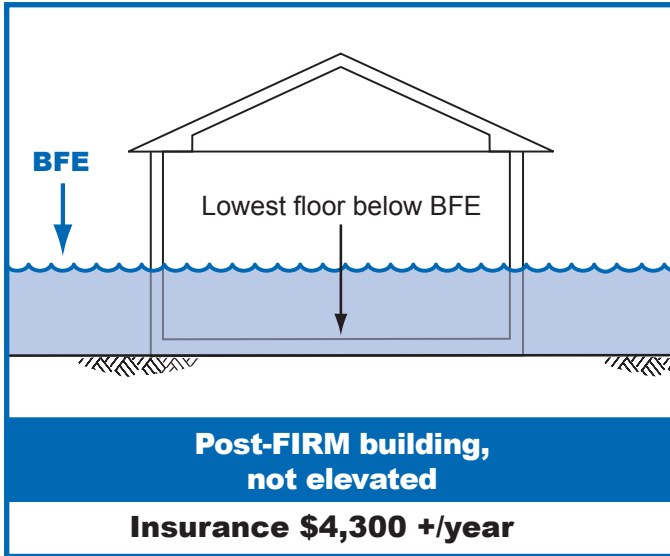 BFE
Lowest floor below BFE
Post-FIRM building,
not elevated
Insurance $4,300 +/year